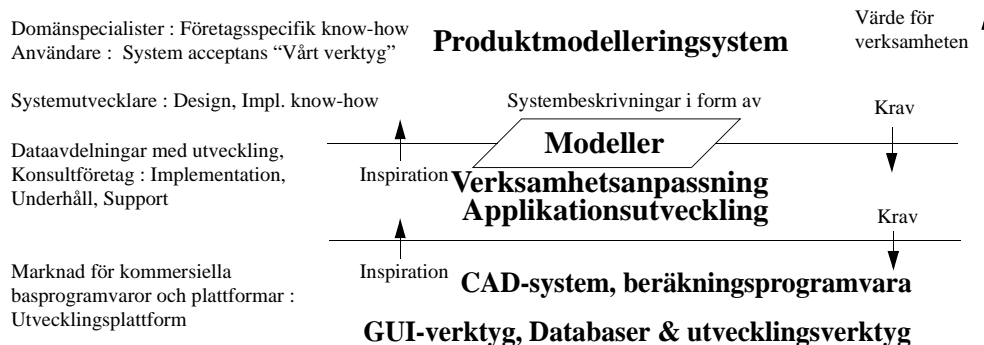 Domänspecialister : Företagsspecifik know-how
Användare :  System acceptans “Vårt verktyg”
Produktmodelleringsystem
Värde för
verksamheten
Systemutvecklare : Design, Impl. know-how
Systembeskrivningar i form av
Krav
Modeller
Dataavdelningar med utveckling,
Konsultföretag : Implementation,
Underhåll, Support
Inspiration
Verksamhetsanpassning
Applikationsutveckling
Krav
Marknad för kommersiella
basprogramvaror och plattformar :
Utvecklingsplattform
Inspiration
CAD-system, beräkningsprogramvara
GUI-verktyg, Databaser & utvecklingsverktyg